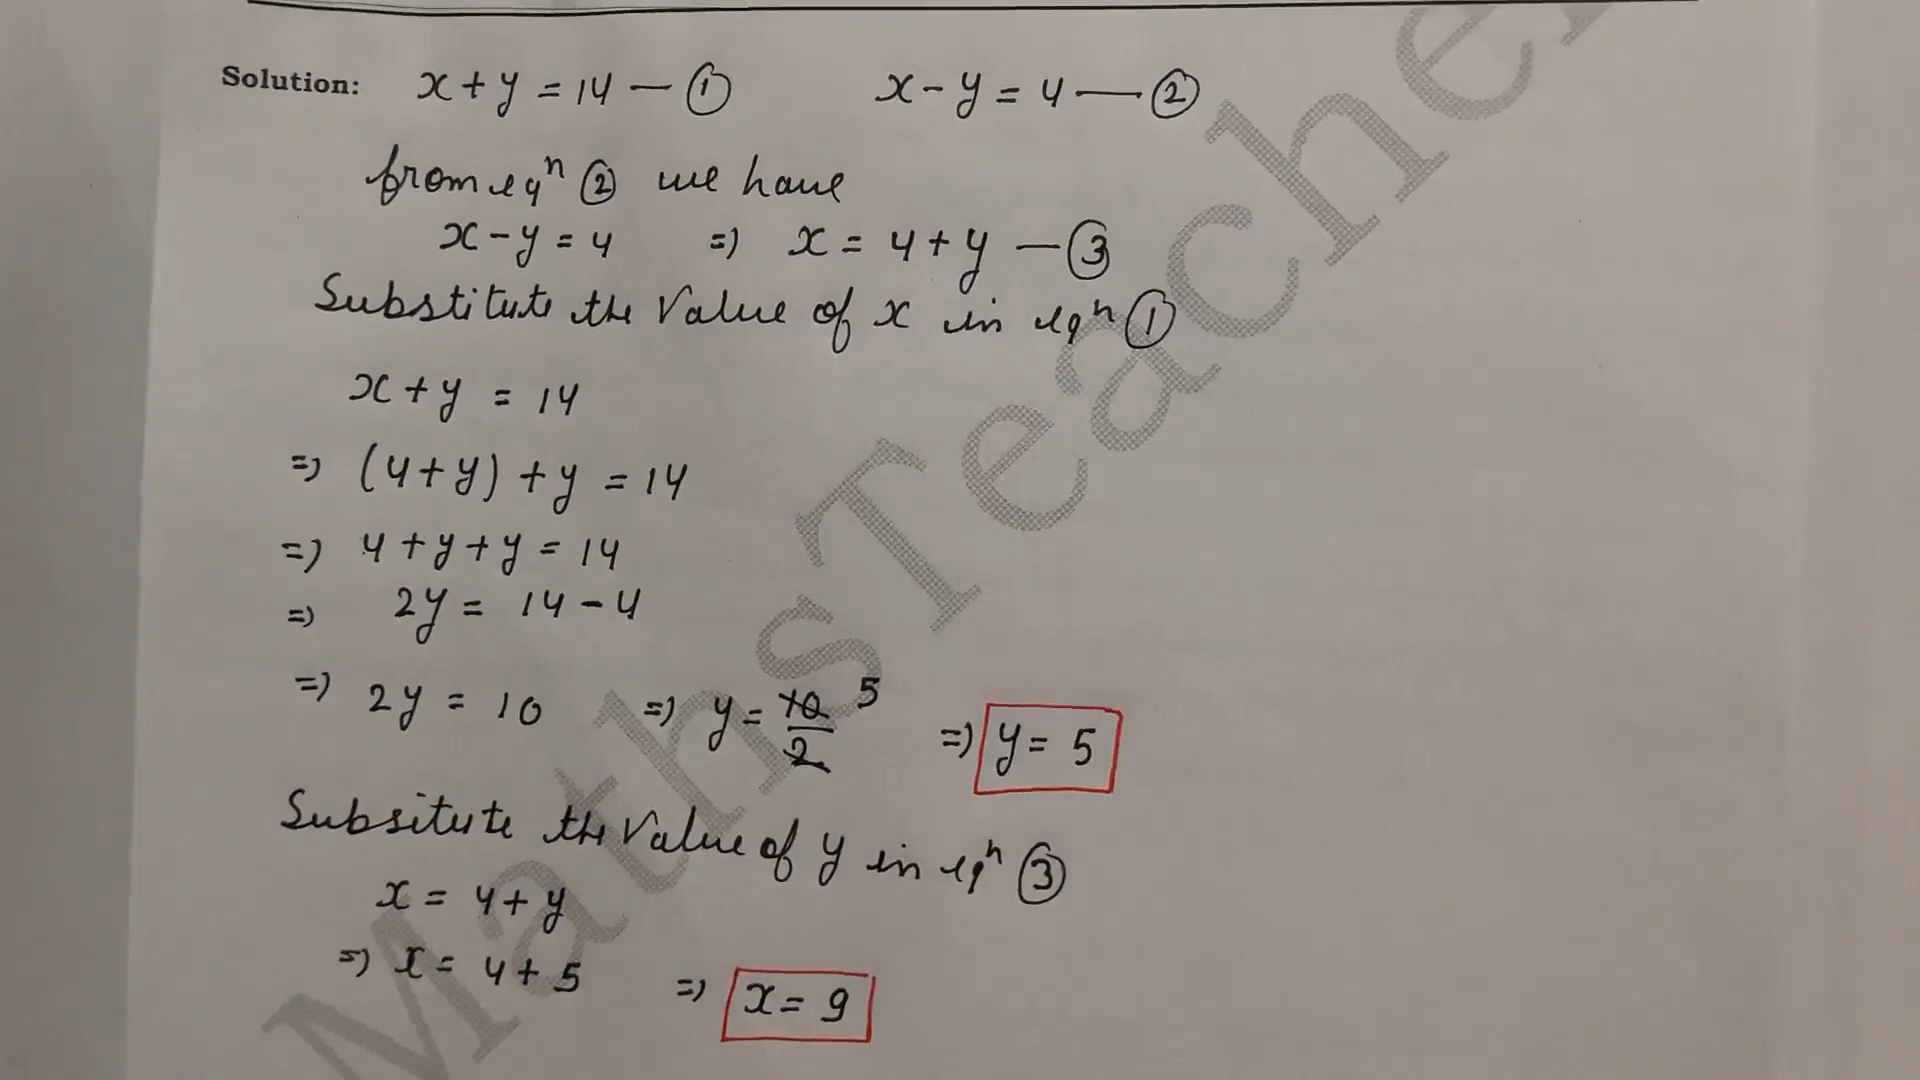 Solution: x + y = 14 — ① x - y = 4 — ②
from eqⁿ ② we have
x - y = 4 => x = 4 + y — ③
Substitute the Value of x in eqⁿ ①
x + y = 14
=> (4 + y) + y = 14
=> 4 + y + y = 14
=> 2y = 14 - 4
=> 2y = 10 => y = 10/2 5 => y = 5
Subsitute the Value of y in eqⁿ ③
x = 4 + y
=> x = 4 + 5 => x = 9
MathsTeacher